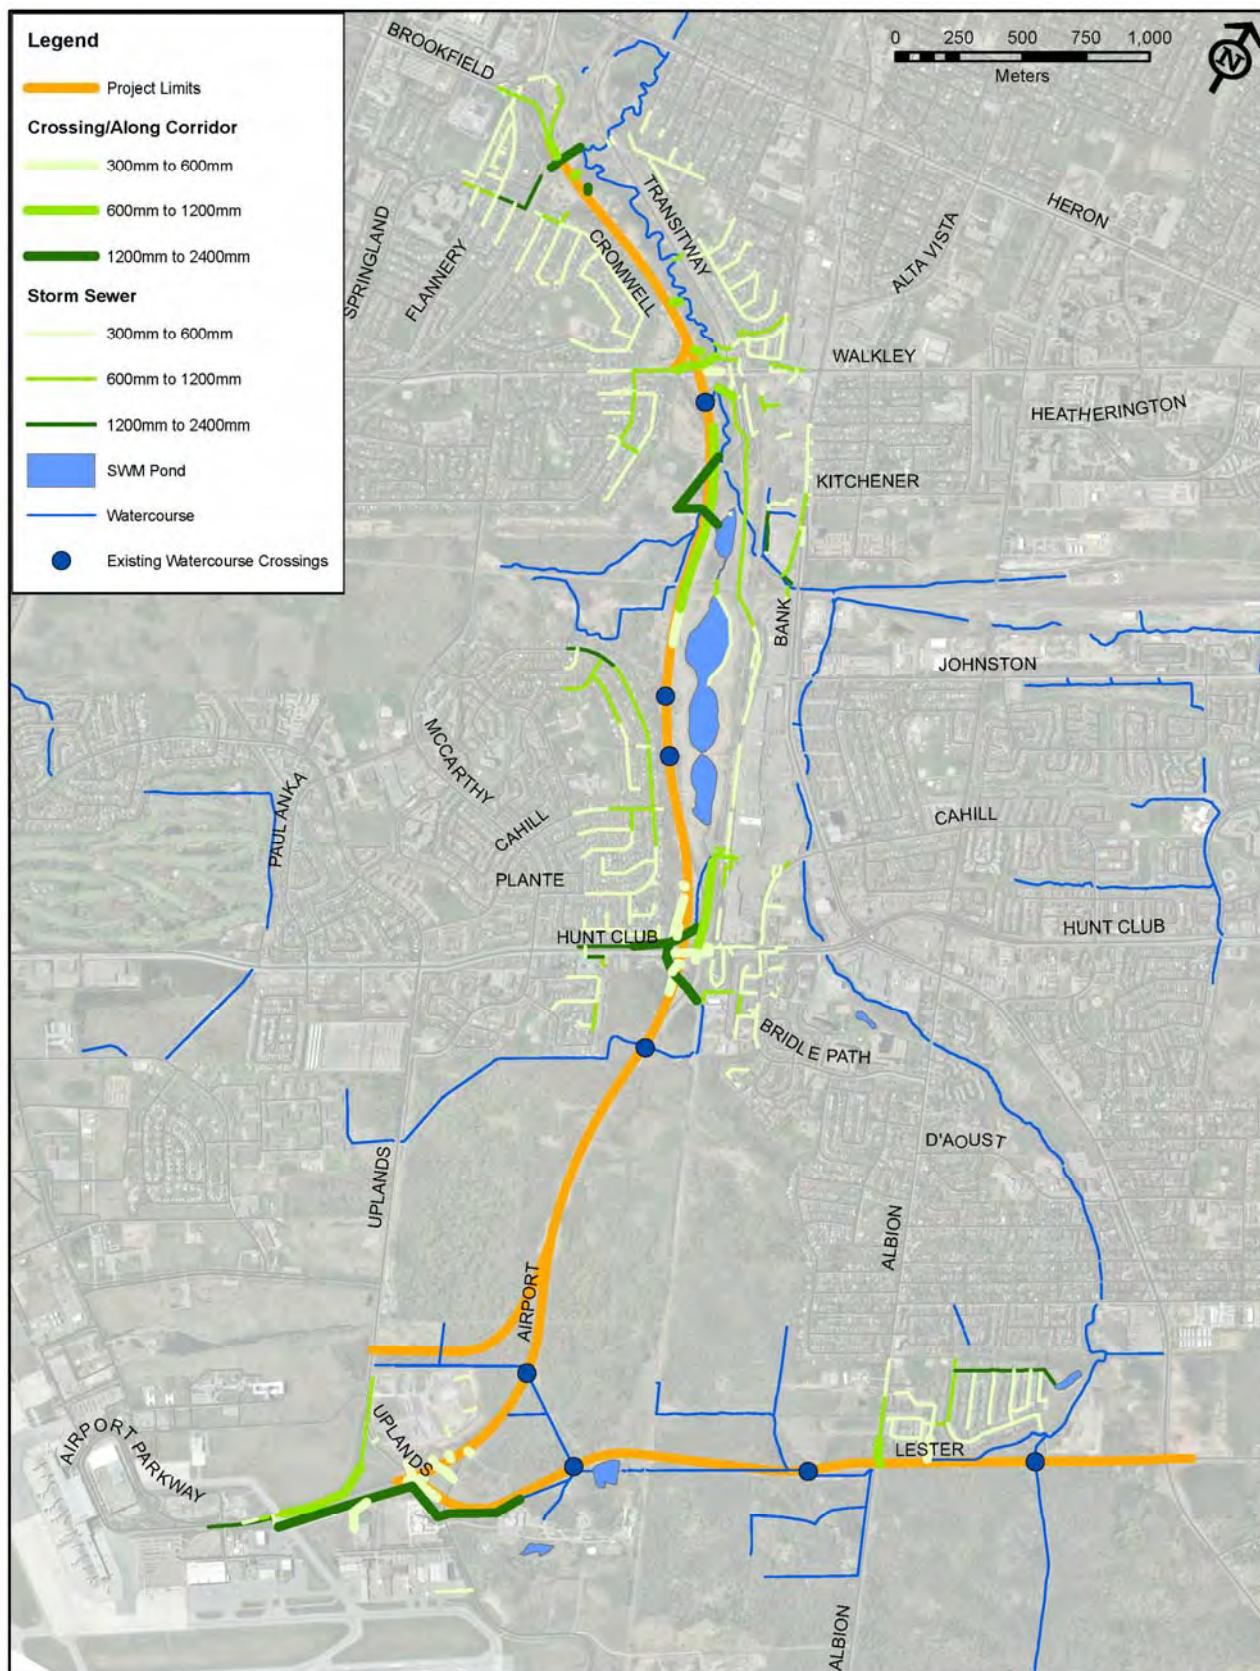 Legend
Project Limits
Crossing/Along Corridor
300mm to 600mm
600mm to 1200mm
1200mm to 2400mm
Storm Sewer
300mm to 600mm
600mm to 1200mm
1200mm to 2400mm
SWM Pond
Watercourse
Existing Watercourse Crossings
0 250 500 750 1,000
Meters
N
BROOKFIELD
TRANSITWAY
HERON
ALTA VISTA
SPRINGLAND
FLANNERY
CROMWELL
WALKLEY
HEATHERINGTON
KITCHENER
BANK
JOHNSTON
MCCARTHY
PAUL ANKA
CAHILL
CAHILL
PLANTE
HUNT CLUB
HUNT CLUB
BRIDLE PATH
D'AOUST
UPLANDS
ALBION
AIRPORT
UPLANDS
AIRPORT PARKWAY
LESTER
ALBION
H H